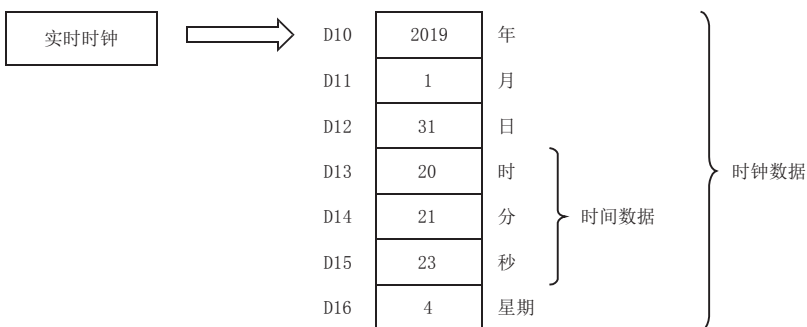 实时时钟 D10 2019 年
D11 1 月
D12 31 日
D13 20 时 时钟数据
D14 21 分 时间数据
D15 23 秒
D16 4 星期